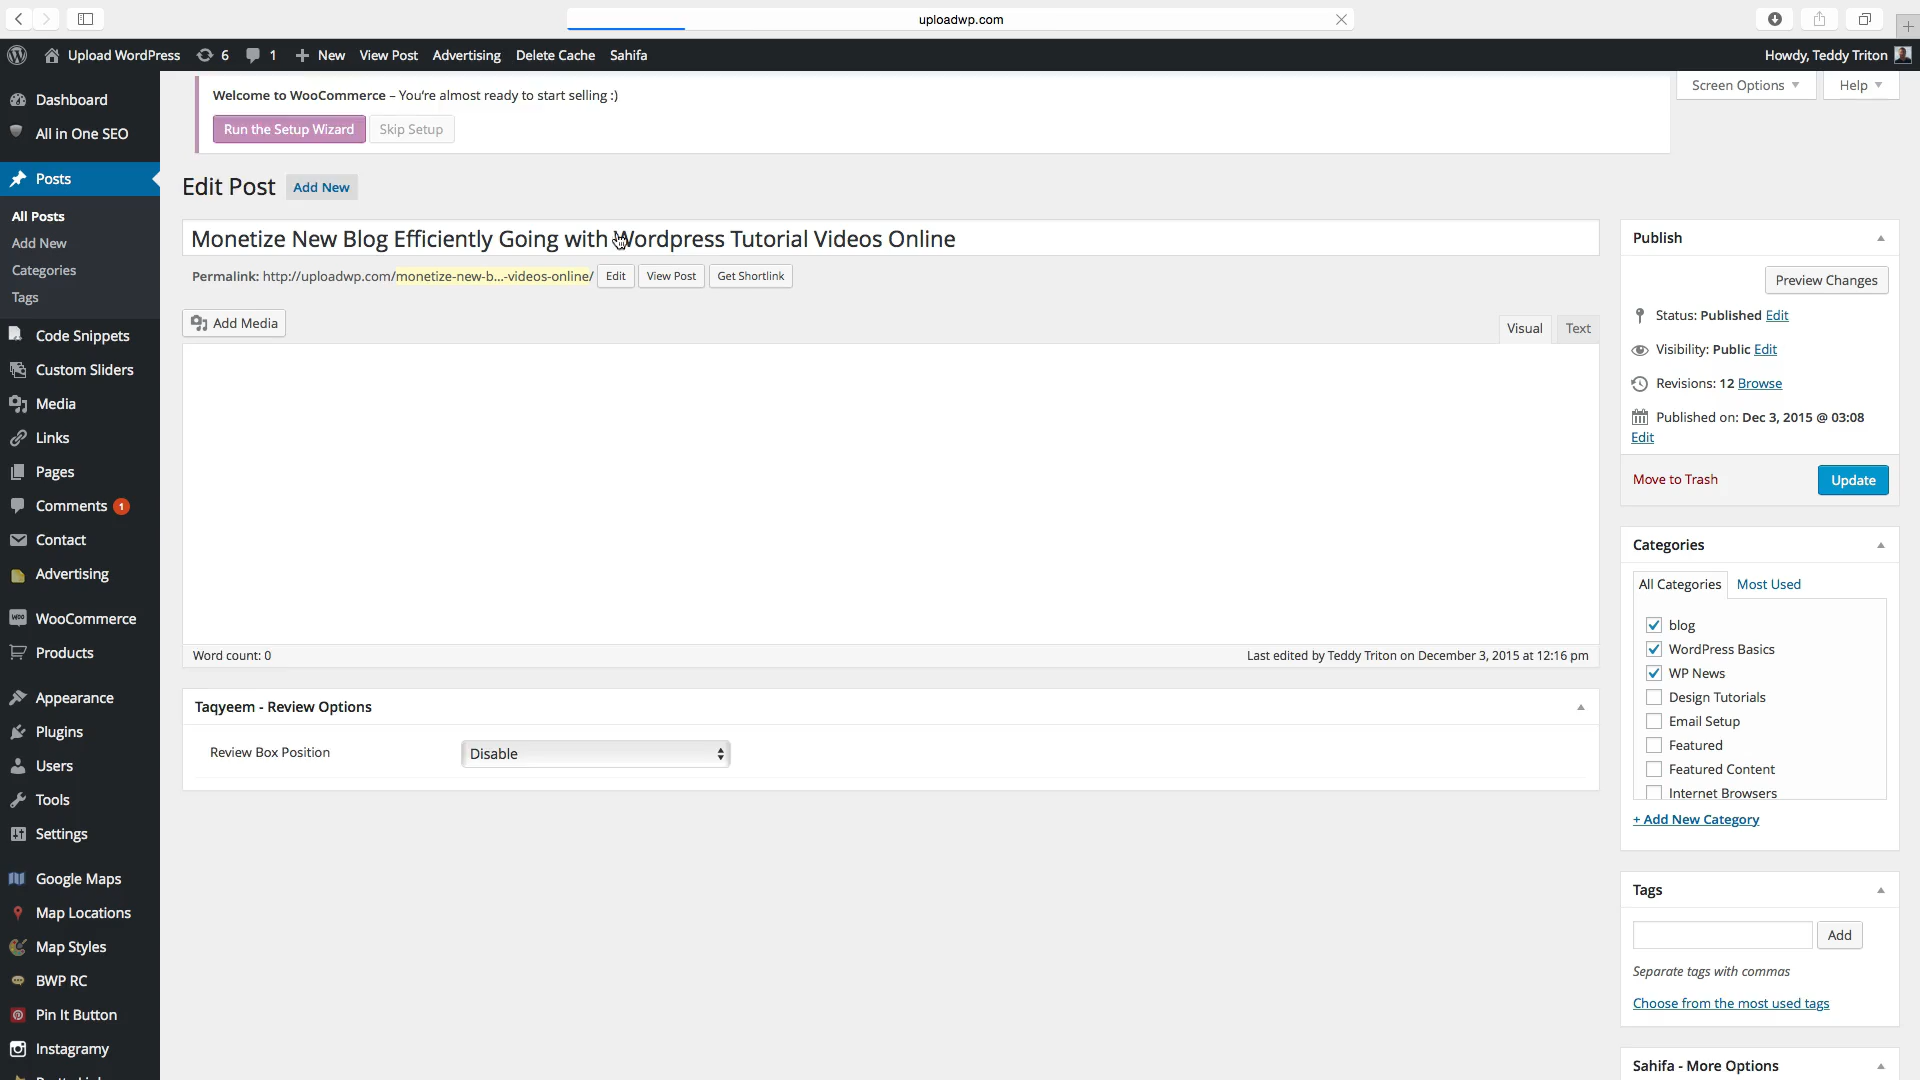 uploadwp.com
Upload WordPress 6 1 New View Post Advertising Delete Cache Sahifa Howdy, Teddy Triton
Screen Options Help
Welcome to WooCommerce – You're almost ready to start selling :)
Run the Setup Wizard Skip Setup
Dashboard
All in One SEO
Posts
All Posts
Add New
Categories
Tags
Code Snippets
Custom Sliders
Media
Links
Pages
Comments 1
Contact
Advertising
WooCommerce
Products
Appearance
Plugins
Users
Tools
Settings
Google Maps
Map Locations
Map Styles
BWP RC
Pin It Button
Instagramy
Edit Post Add New
Monetize New Blog Efficiently Going with Wordpress Tutorial Videos Online
Permalink: http://uploadwp.com/monetize-new-b...-videos-online/ Edit View Post Get Shortlink
Add Media
Visual Text
Word count: 0 Last edited by Teddy Triton on December 3, 2015 at 12:16 pm
Taqyeem - Review Options
Review Box Position Disable
Publish
Preview Changes
Status: Published Edit
Visibility: Public Edit
Revisions: 12 Browse
Published on: Dec 3, 2015 @ 03:08
Edit
Move to Trash Update
Categories
All Categories Most Used
blog
WordPress Basics
WP News
Design Tutorials
Email Setup
Featured
Featured Content
Internet Browsers
+ Add New Category
Tags
Add
Separate tags with commas
Choose from the most used tags
Sahifa - More Options